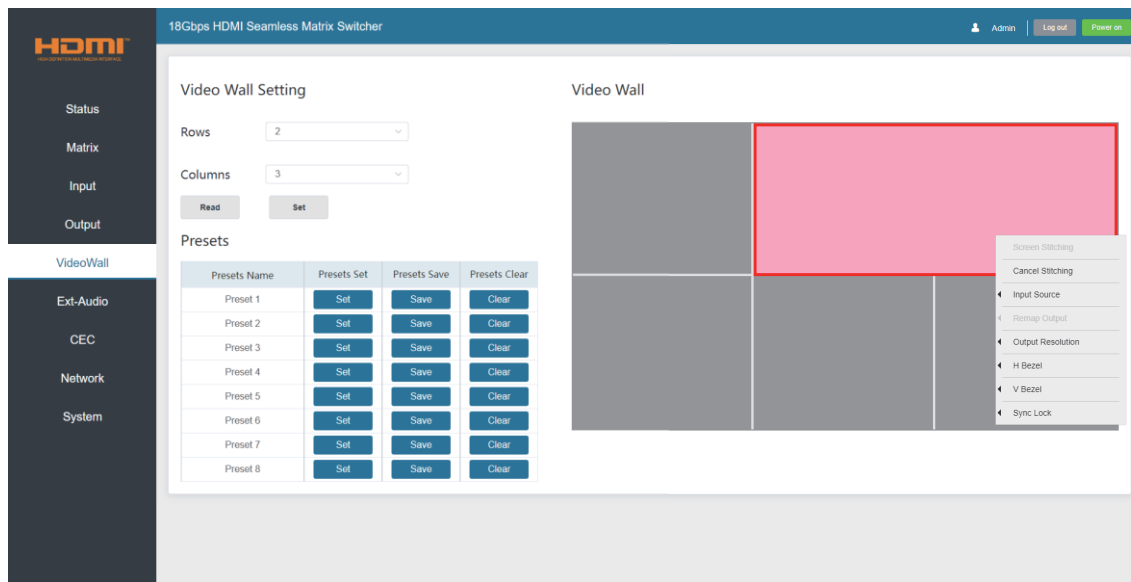 HDMI
HIGH DEFINITION MULTIMEDIA INTERFACE
18Gbps HDMI Seamless Matrix Switcher
Admin
Log out
Power on
Status
Matrix
Input
Output
VideoWall
Ext-Audio
CEC
Network
System
Video Wall Setting
Rows 2
Columns 3
Read Set
Presets
Presets Name Presets Set Presets Save Presets Clear
Preset 1 Set Save Clear
Preset 2 Set Save Clear
Preset 3 Set Save Clear
Preset 4 Set Save Clear
Preset 5 Set Save Clear
Preset 6 Set Save Clear
Preset 7 Set Save Clear
Preset 8 Set Save Clear
Video Wall
Screen Stitching
Cancel Stitching
Input Source
Remap Output
Output Resolution
H Bezel
V Bezel
Sync Lock